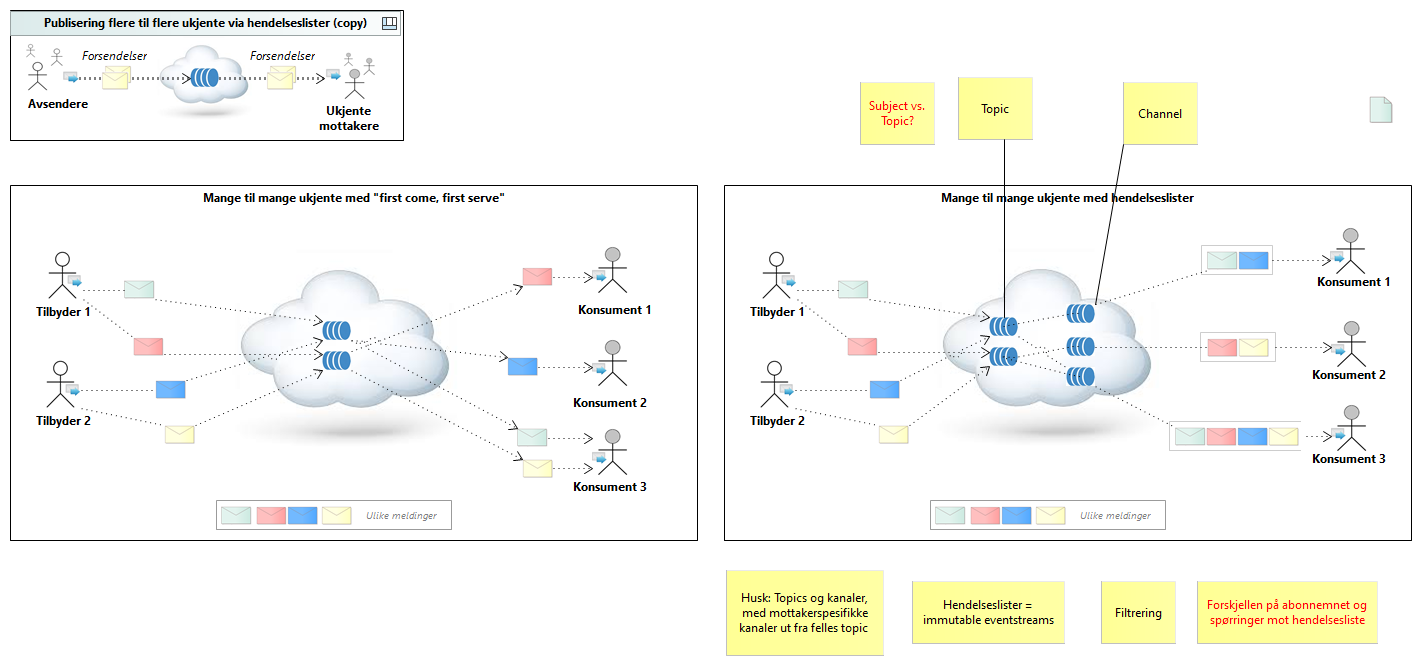 Publisering flere til flere ukjente via hendelseslister (copy)
Forsendelser
Forsendelser
Avsendere
Ukjente
mottakere
Subject vs.
Topic?
Topic
Channel
Mange til mange ukjente med "first come, first serve"
Tilbyder 1
Tilbyder 2
Konsument 1
Konsument 2
Konsument 3
Ulike meldinger
Mange til mange ukjente med hendelseslister
Tilbyder 1
Tilbyder 2
Konsument 1
Konsument 2
Konsument 3
Ulike meldinger
Husk: Topics og kanaler,
med mottakerspesifikke
kanaler ut fra felles topic
Hendelseslister =
immutable eventstreams
Filtrering
Forskjellen på abonnemnet og
spørringer mot hendelsesliste